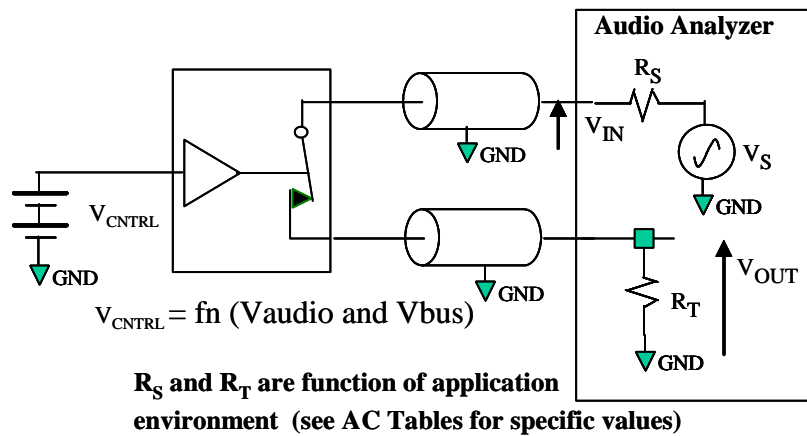 Audio Analyzer
R_S
V_IN
V_S
GND
GND
V_CNTRL
GND
GND
V_OUT
R_T
GND
V_CNTRL = fn (Vaudio and Vbus)
R_S and R_T are function of application
environment (see AC Tables for specific values)